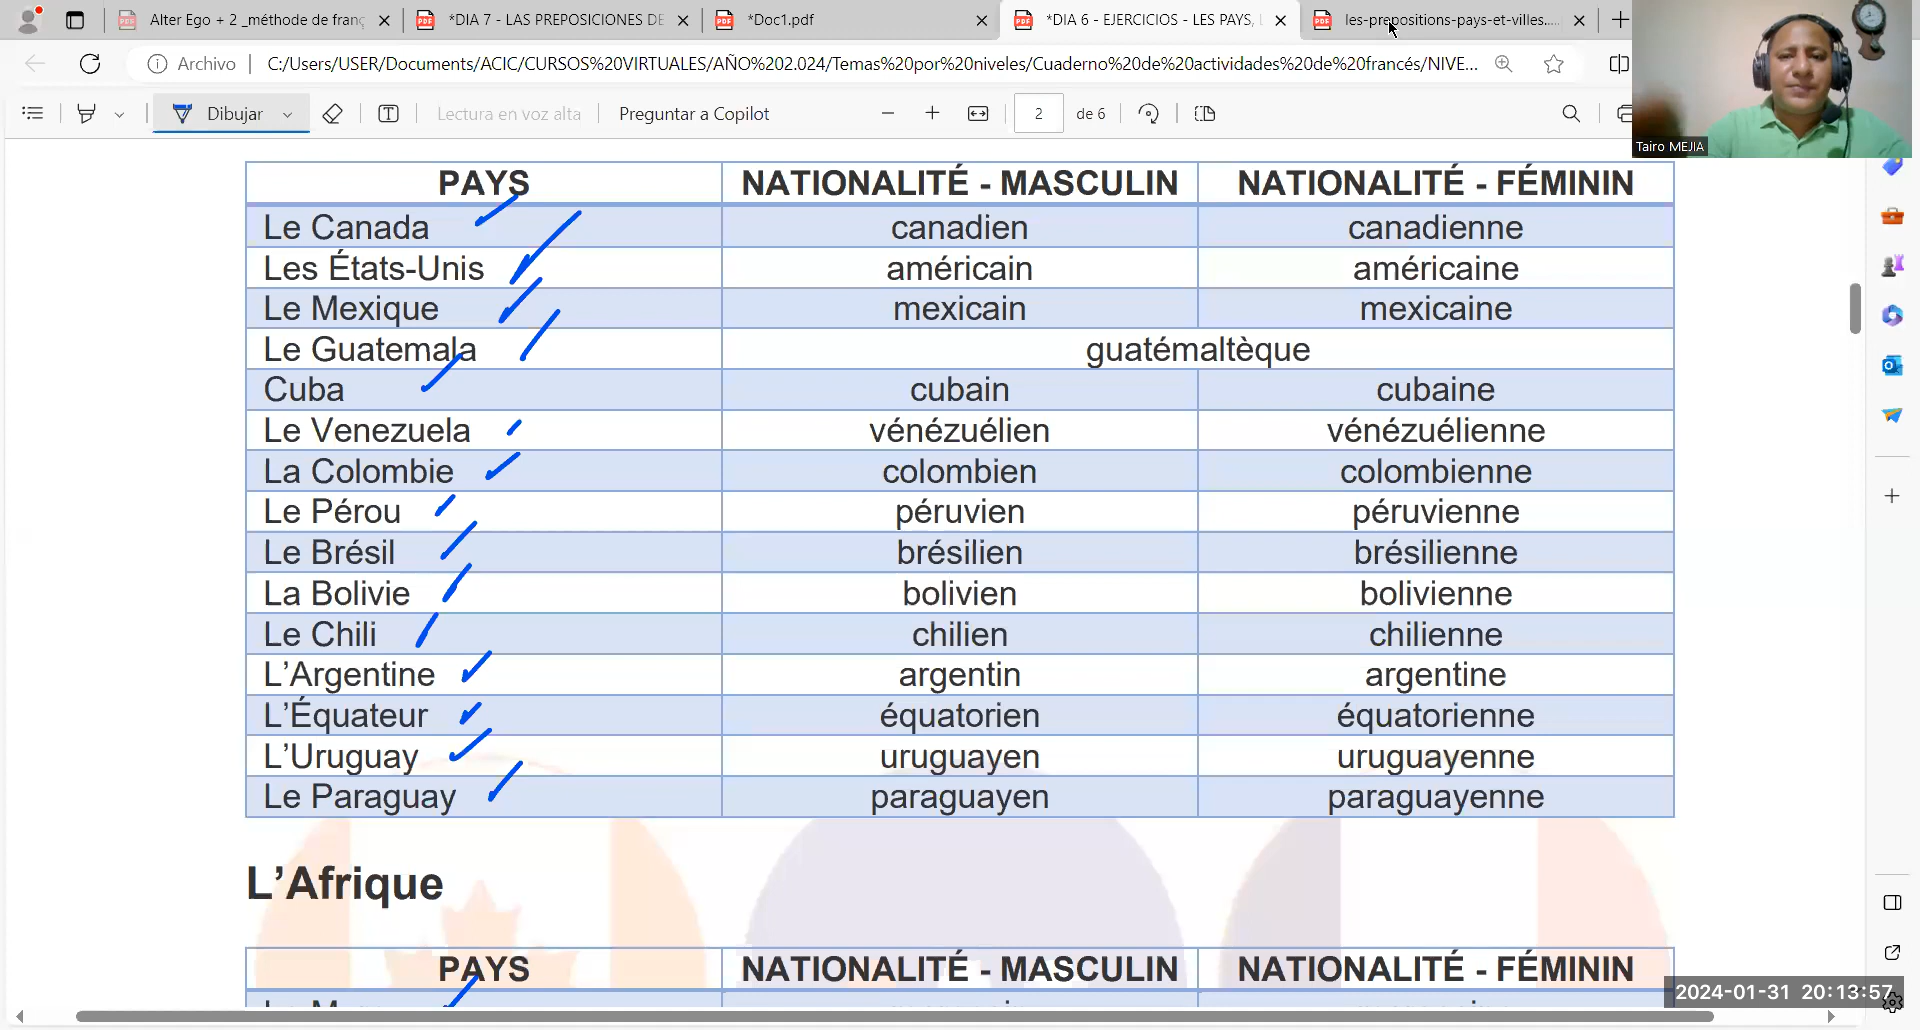 Alter Ego + 2 _méthode de franç
*DIA 7 - LAS PREPOSICIONES DE
*Doc1.pdf
*DIA 6 - EJERCICIOS - LES PAYS, L
les-prepositions-pays-et-villes....
Archivo
C:/Users/USER/Documents/ACIC/CURSOS%20VIRTUALES/AÑO%202.024/Temas%20por%20niveles/Cuaderno%20de%20actividades%20de%20francés/NIVE...
Dibujar
Lectura en voz alta
Preguntar a Copilot
2 de 6
Tairo MEJIA
PAYS NATIONALITÉ - MASCULIN NATIONALITÉ - FÉMININ
Le Canada canadien canadienne
Les États-Unis américain américaine
Le Mexique mexicain mexicaine
Le Guatemala guatémaltèque
Cuba cubain cubaine
Le Venezuela vénézuélien vénézuélienne
La Colombie colombien colombienne
Le Pérou péruvien péruvienne
Le Brésil brésilien brésilienne
La Bolivie bolivien bolivienne
Le Chili chilien chilienne
L’Argentine argentin argentine
L’Équateur équatorien équatorienne
L’Uruguay uruguayen uruguayenne
Le Paraguay paraguayen paraguayenne
L’Afrique
PAYS NATIONALITÉ - MASCULIN NATIONALITÉ - FÉMININ
2024-01-31 20:13:57